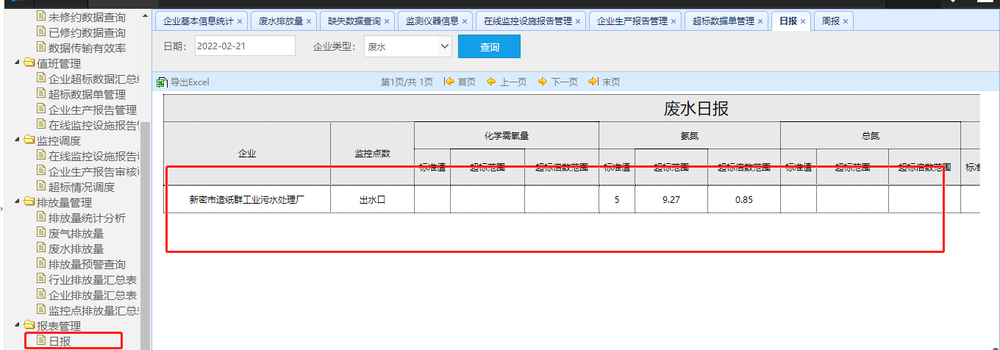 未修约数据查询
已修约数据查询
数据传输有效率
值班管理
企业超标数据汇总
超标数据单管理
企业生产报告管理
在线监控设施报告
监控调度
在线监控设施报告
企业生产报告审核
超标情况调度
排放量管理
排放量统计分析
废气排放量
废水排放量
排放量预警查询
行业排放量汇总表
企业排放量汇总表
监控点排放量汇总
报表管理
日报
企业基本信息统计 × 废水排放量 × 缺失数据查询 × 监测仪器信息 × 在线监控设施报告管理 × 企业生产报告管理 × 超标数据单管理 × 日报 × 周报 ×
日期: 2022-02-21 企业类型: 废水 查询
导出Excel 第1页/共 1页 首页 上一页 下一页 末页
废水日报
企业 监控点数 化学需氧量 氨氮 总氮
标准值 超标范围 超标倍数范围 标准值 超标范围 超标倍数范围 标准值 超标范围 超标倍数范围 标准
新密市造纸群工业污水处理厂 出水口 5 9.27 0.85